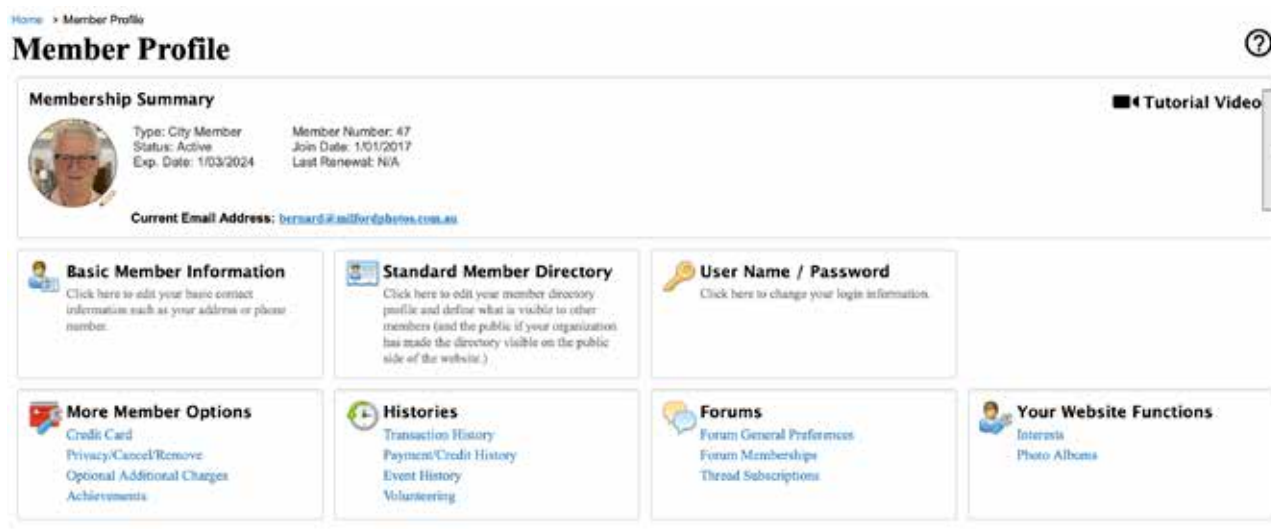 Home > Member Profile
Member Profile
Membership Summary
Tutorial Video
Type: City Member
Status: Active
Exp. Date: 1/03/2024
Member Number: 47
Join Date: 1/01/2017
Last Renewal: N/A
Current Email Address: bernard@milfordphotos.com.au
Basic Member Information
Click here to edit your basic contact
information such as your address or phone
number.
Standard Member Directory
Click here to edit your member directory
profile and define what is visible to other
members (and the public if your organization
has made the directory visible on the public
side of the website.)
User Name / Password
Click here to change your login information.
More Member Options
Credit Card
Privacy/Cancel/Remove
Optional Additional Charges
Achievements
Histories
Transaction History
Payment/Credit History
Event History
Volunteering
Forums
Forum General Preferences
Forum Memberships
Thread Subscriptions
Your Website Functions
Interests
Photo Albums